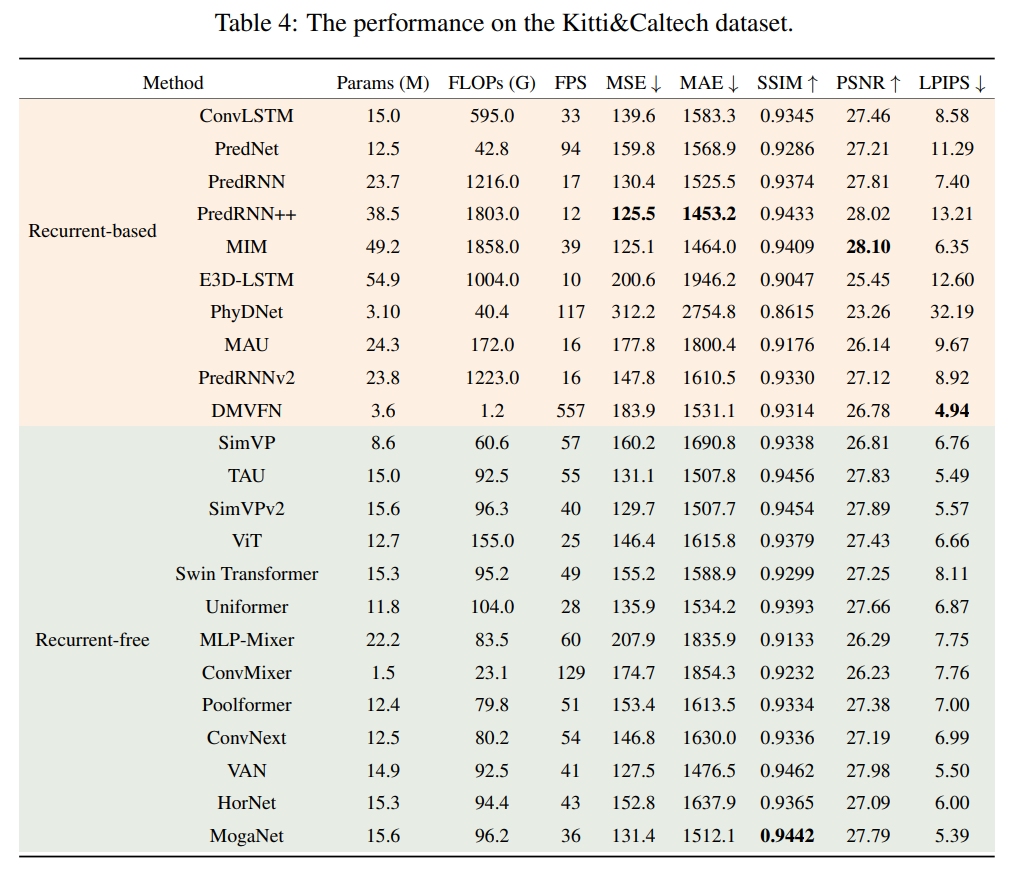 Table 4: The performance on the Kitti&Caltech dataset.
Method Params (M) FLOPs (G) FPS MSE ↓ MAE ↓ SSIM ↑ PSNR ↑ LPIPS ↓
ConvLSTM 15.0 595.0 33 139.6 1583.3 0.9345 27.46 8.58
PredNet 12.5 42.8 94 159.8 1568.9 0.9286 27.21 11.29
PredRNN 23.7 1216.0 17 130.4 1525.5 0.9374 27.81 7.40
PredRNN++ 38.5 1803.0 12 125.5 1453.2 0.9433 28.02 13.21
Recurrent-based
MIM 49.2 1858.0 39 125.1 1464.0 0.9409 28.10 6.35
E3D-LSTM 54.9 1004.0 10 200.6 1946.2 0.9047 25.45 12.60
PhyDNet 3.10 40.4 117 312.2 2754.8 0.8615 23.26 32.19
MAU 24.3 172.0 16 177.8 1800.4 0.9176 26.14 9.67
PredRNNv2 23.8 1223.0 16 147.8 1610.5 0.9330 27.12 8.92
DMVFN 3.6 1.2 557 183.9 1531.1 0.9314 26.78 4.94
SimVP 8.6 60.6 57 160.2 1690.8 0.9338 26.81 6.76
TAU 15.0 92.5 55 131.1 1507.8 0.9456 27.83 5.49
SimVPv2 15.6 96.3 40 129.7 1507.7 0.9454 27.89 5.57
ViT 12.7 155.0 25 146.4 1615.8 0.9379 27.43 6.66
Swin Transformer 15.3 95.2 49 155.2 1588.9 0.9299 27.25 8.11
Uniformer 11.8 104.0 28 135.9 1534.2 0.9393 27.66 6.87
Recurrent-free MLP-Mixer 22.2 83.5 60 207.9 1835.9 0.9133 26.29 7.75
ConvMixer 1.5 23.1 129 174.7 1854.3 0.9232 26.23 7.76
Poolformer 12.4 79.8 51 153.4 1613.5 0.9334 27.38 7.00
ConvNext 12.5 80.2 54 146.8 1630.0 0.9336 27.19 6.99
VAN 14.9 92.5 41 127.5 1476.5 0.9462 27.98 5.50
HorNet 15.3 94.4 43 152.8 1637.9 0.9365 27.09 6.00
MogaNet 15.6 96.2 36 131.4 1512.1 0.9442 27.79 5.39